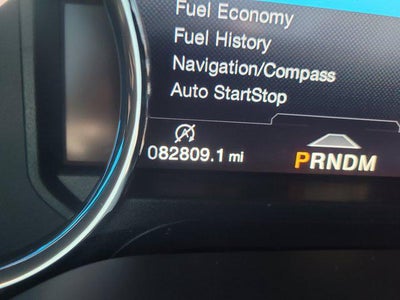 Fuel Economy
Fuel History
Navigation/Compass
Auto StartStop
082809.1 mi
PRNDM